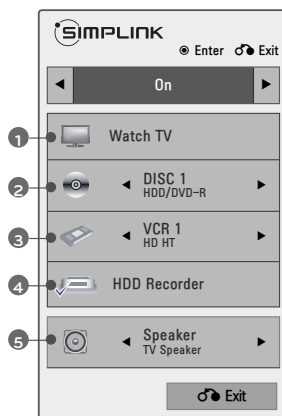 SIMPLINK
Enter Exit
◀ On ▶
1 Watch TV
2 ◀ DISC 1 ▶
HDD/DVD-R
3 ◀ VCR 1 ▶
HD HT
4 HDD Recorder
5 ◀ Speaker ▶
TV Speaker
Exit